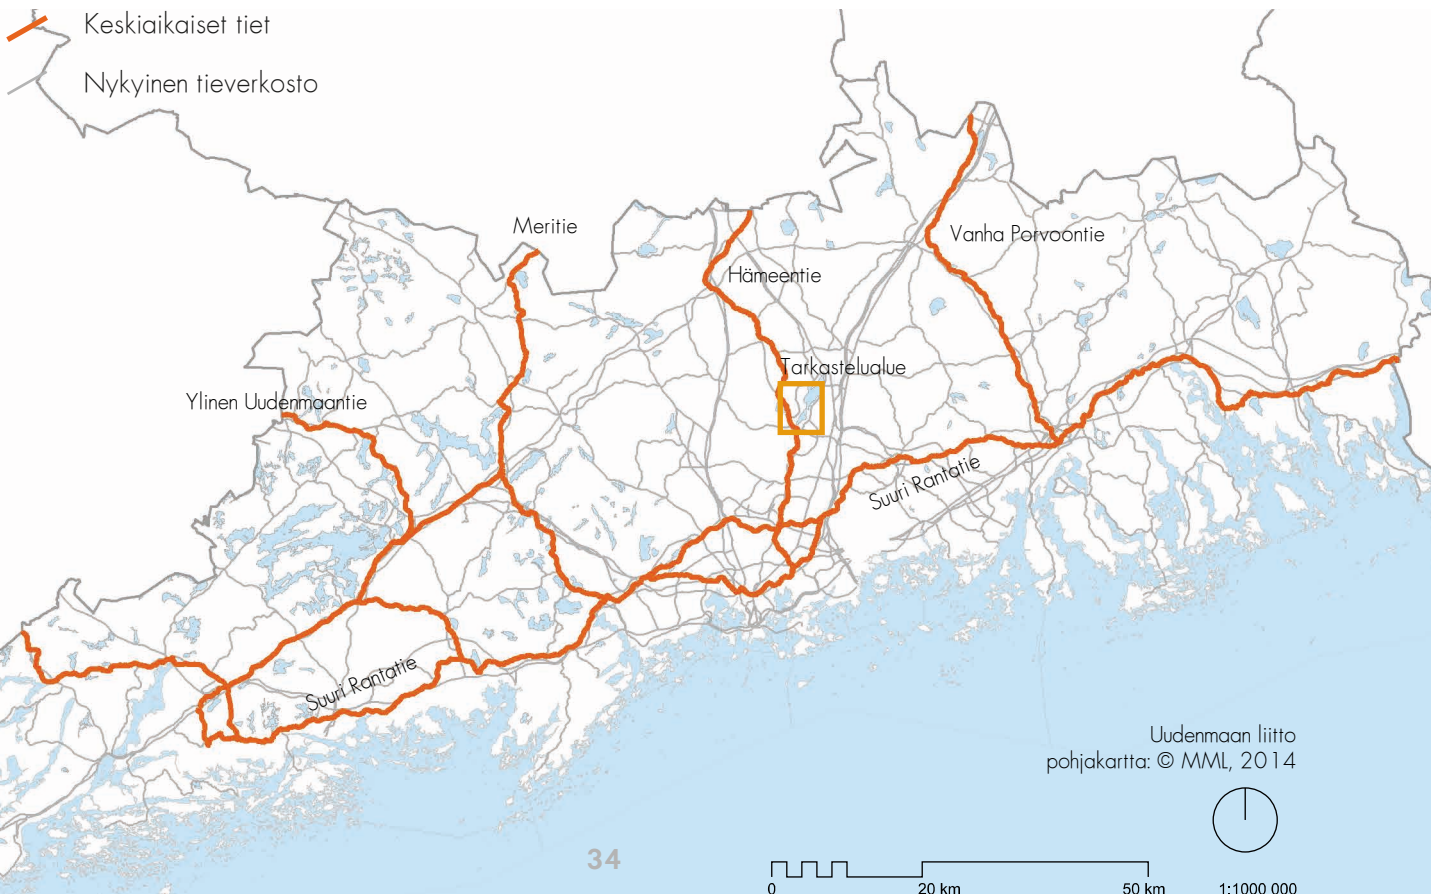 Keskiaikaiset tiet
Nykyinen tieverkosto
Meritie
Vanha Porvoontie
Hämeentie
Tarkastelualue
Ylinen Uudenmaantie
Suuri Rantatie
Suuri Rantatie
Uudenmaan liitto
pohjakartta: © MML, 2014
34
0 20 km 50 km 1:1000 000